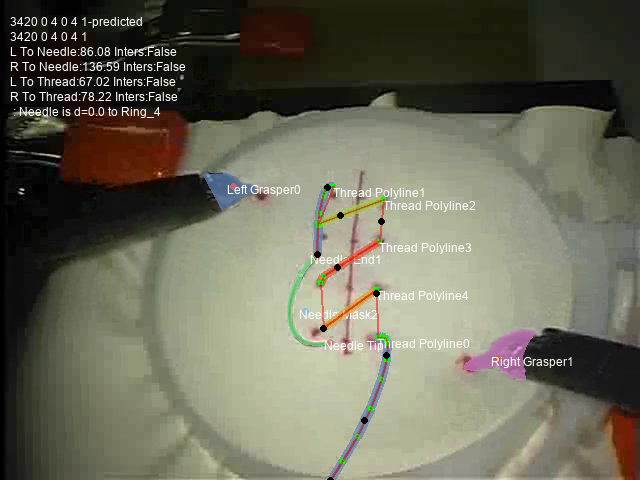 3420 0 4 0 4 1-predicted
3420 0 4 0 4 1
L To Needle:86.08 Inters:False
R To Needle:136.59 Inters:False
L To Thread:67.02 Inters:False
R To Thread:78.22 Inters:False
: Needle is d=0.0 to Ring_4
Left Grasper0
Thread Polyline1
Thread Polyline2
Thread Polyline3
Needle End1
Thread Polyline4
Needle Mask2
Needle Tip
Thread Polyline0
Right Grasper1